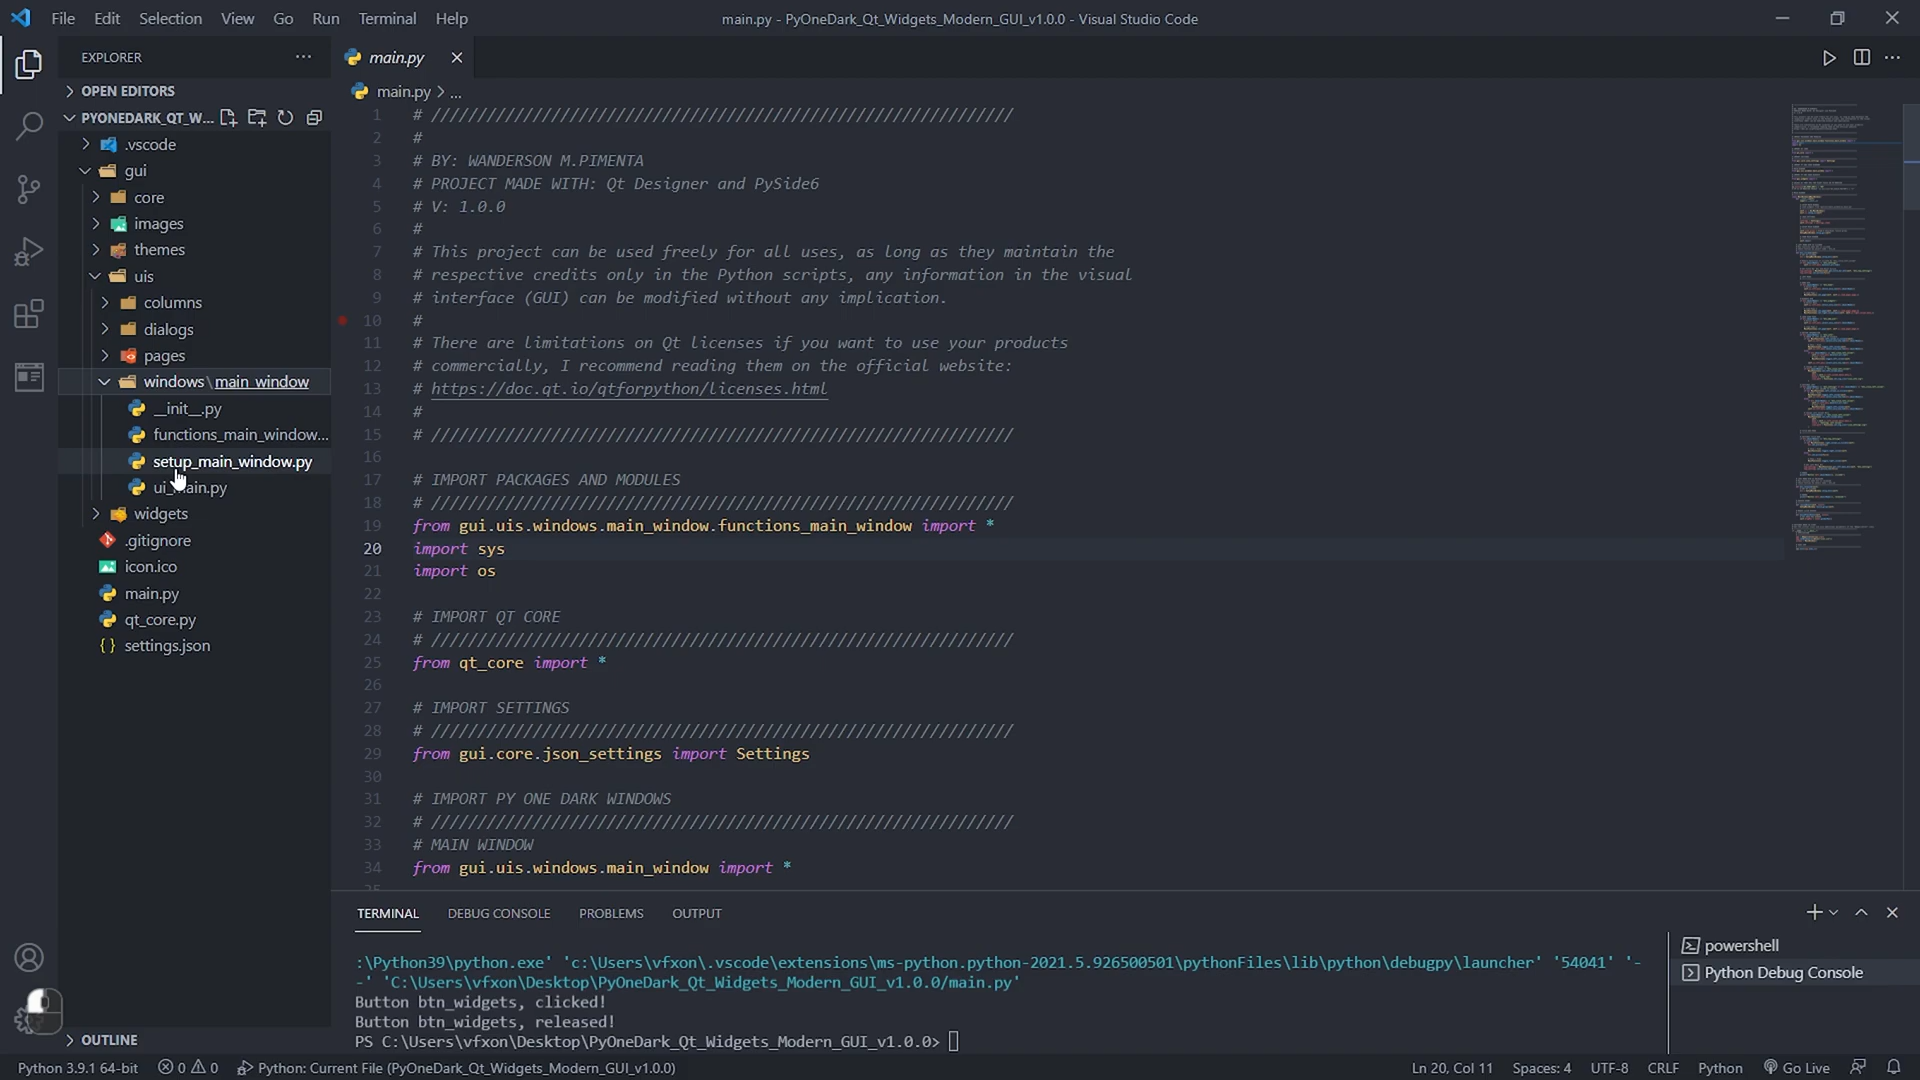 File Edit Selection View Go Run Terminal Help
main.py - PyOneDark_Qt_Widgets_Modern_GUI_v1.0.0 - Visual Studio Code
EXPLORER
OPEN EDITORS
PYONEDARK_QT_W...
.vscode
gui
core
images
themes
uis
columns
dialogs
pages
windows\main_window
__init__.py
functions_main_window...
setup_main_window.py
ui_main.py
widgets
.gitignore
icon.ico
main.py
qt_core.py
settings.json
OUTLINE
main.py
main.py > ...
1 # ///////////////////////////////////////////////////////////////
2 #
3 # BY: WANDERSON M.PIMENTA
4 # PROJECT MADE WITH: Qt Designer and PySide6
5 # V: 1.0.0
6 #
7 # This project can be used freely for all uses, as long as they maintain the
8 # respective credits only in the Python scripts, any information in the visual
9 # interface (GUI) can be modified without any implication.
10 #
11 # There are limitations on Qt licenses if you want to use your products
12 # commercially, I recommend reading them on the official website:
13 # https://doc.qt.io/qtforpython/licenses.html
14 #
15 # ///////////////////////////////////////////////////////////////
16
17 # IMPORT PACKAGES AND MODULES
18 # ///////////////////////////////////////////////////////////////
19 from gui.uis.windows.main_window.functions_main_window import *
20 import sys
21 import os
22
23 # IMPORT QT CORE
24 # ///////////////////////////////////////////////////////////////
25 from qt_core import *
26
27 # IMPORT SETTINGS
28 # ///////////////////////////////////////////////////////////////
29 from gui.core.json_settings import Settings
30
31 # IMPORT PY ONE DARK WINDOWS
32 # ///////////////////////////////////////////////////////////////
33 # MAIN WINDOW
34 from gui.uis.windows.main_window import *
TERMINAL DEBUG CONSOLE PROBLEMS OUTPUT
:\Python39\python.exe' 'c:\Users\vfxon\.vscode\extensions\ms-python.python-2021.5.926500501\pythonFiles\lib\python\debugpy\launcher' '54041' '-
-' 'C:\Users\vfxon\Desktop\PyOneDark_Qt_Widgets_Modern_GUI_v1.0.0/main.py'
Button btn_widgets, clicked!
Button btn_widgets, released!
PS C:\Users\vfxon\Desktop\PyOneDark_Qt_Widgets_Modern_GUI_v1.0.0>
powershell
Python Debug Console
Python 3.9.1 64-bit 0 0 Python: Current File (PyOneDark_Qt_Widgets_Modern_GUI_v1.0.0) Ln 20, Col 11 Spaces: 4 UTF-8 CRLF Python Go Live